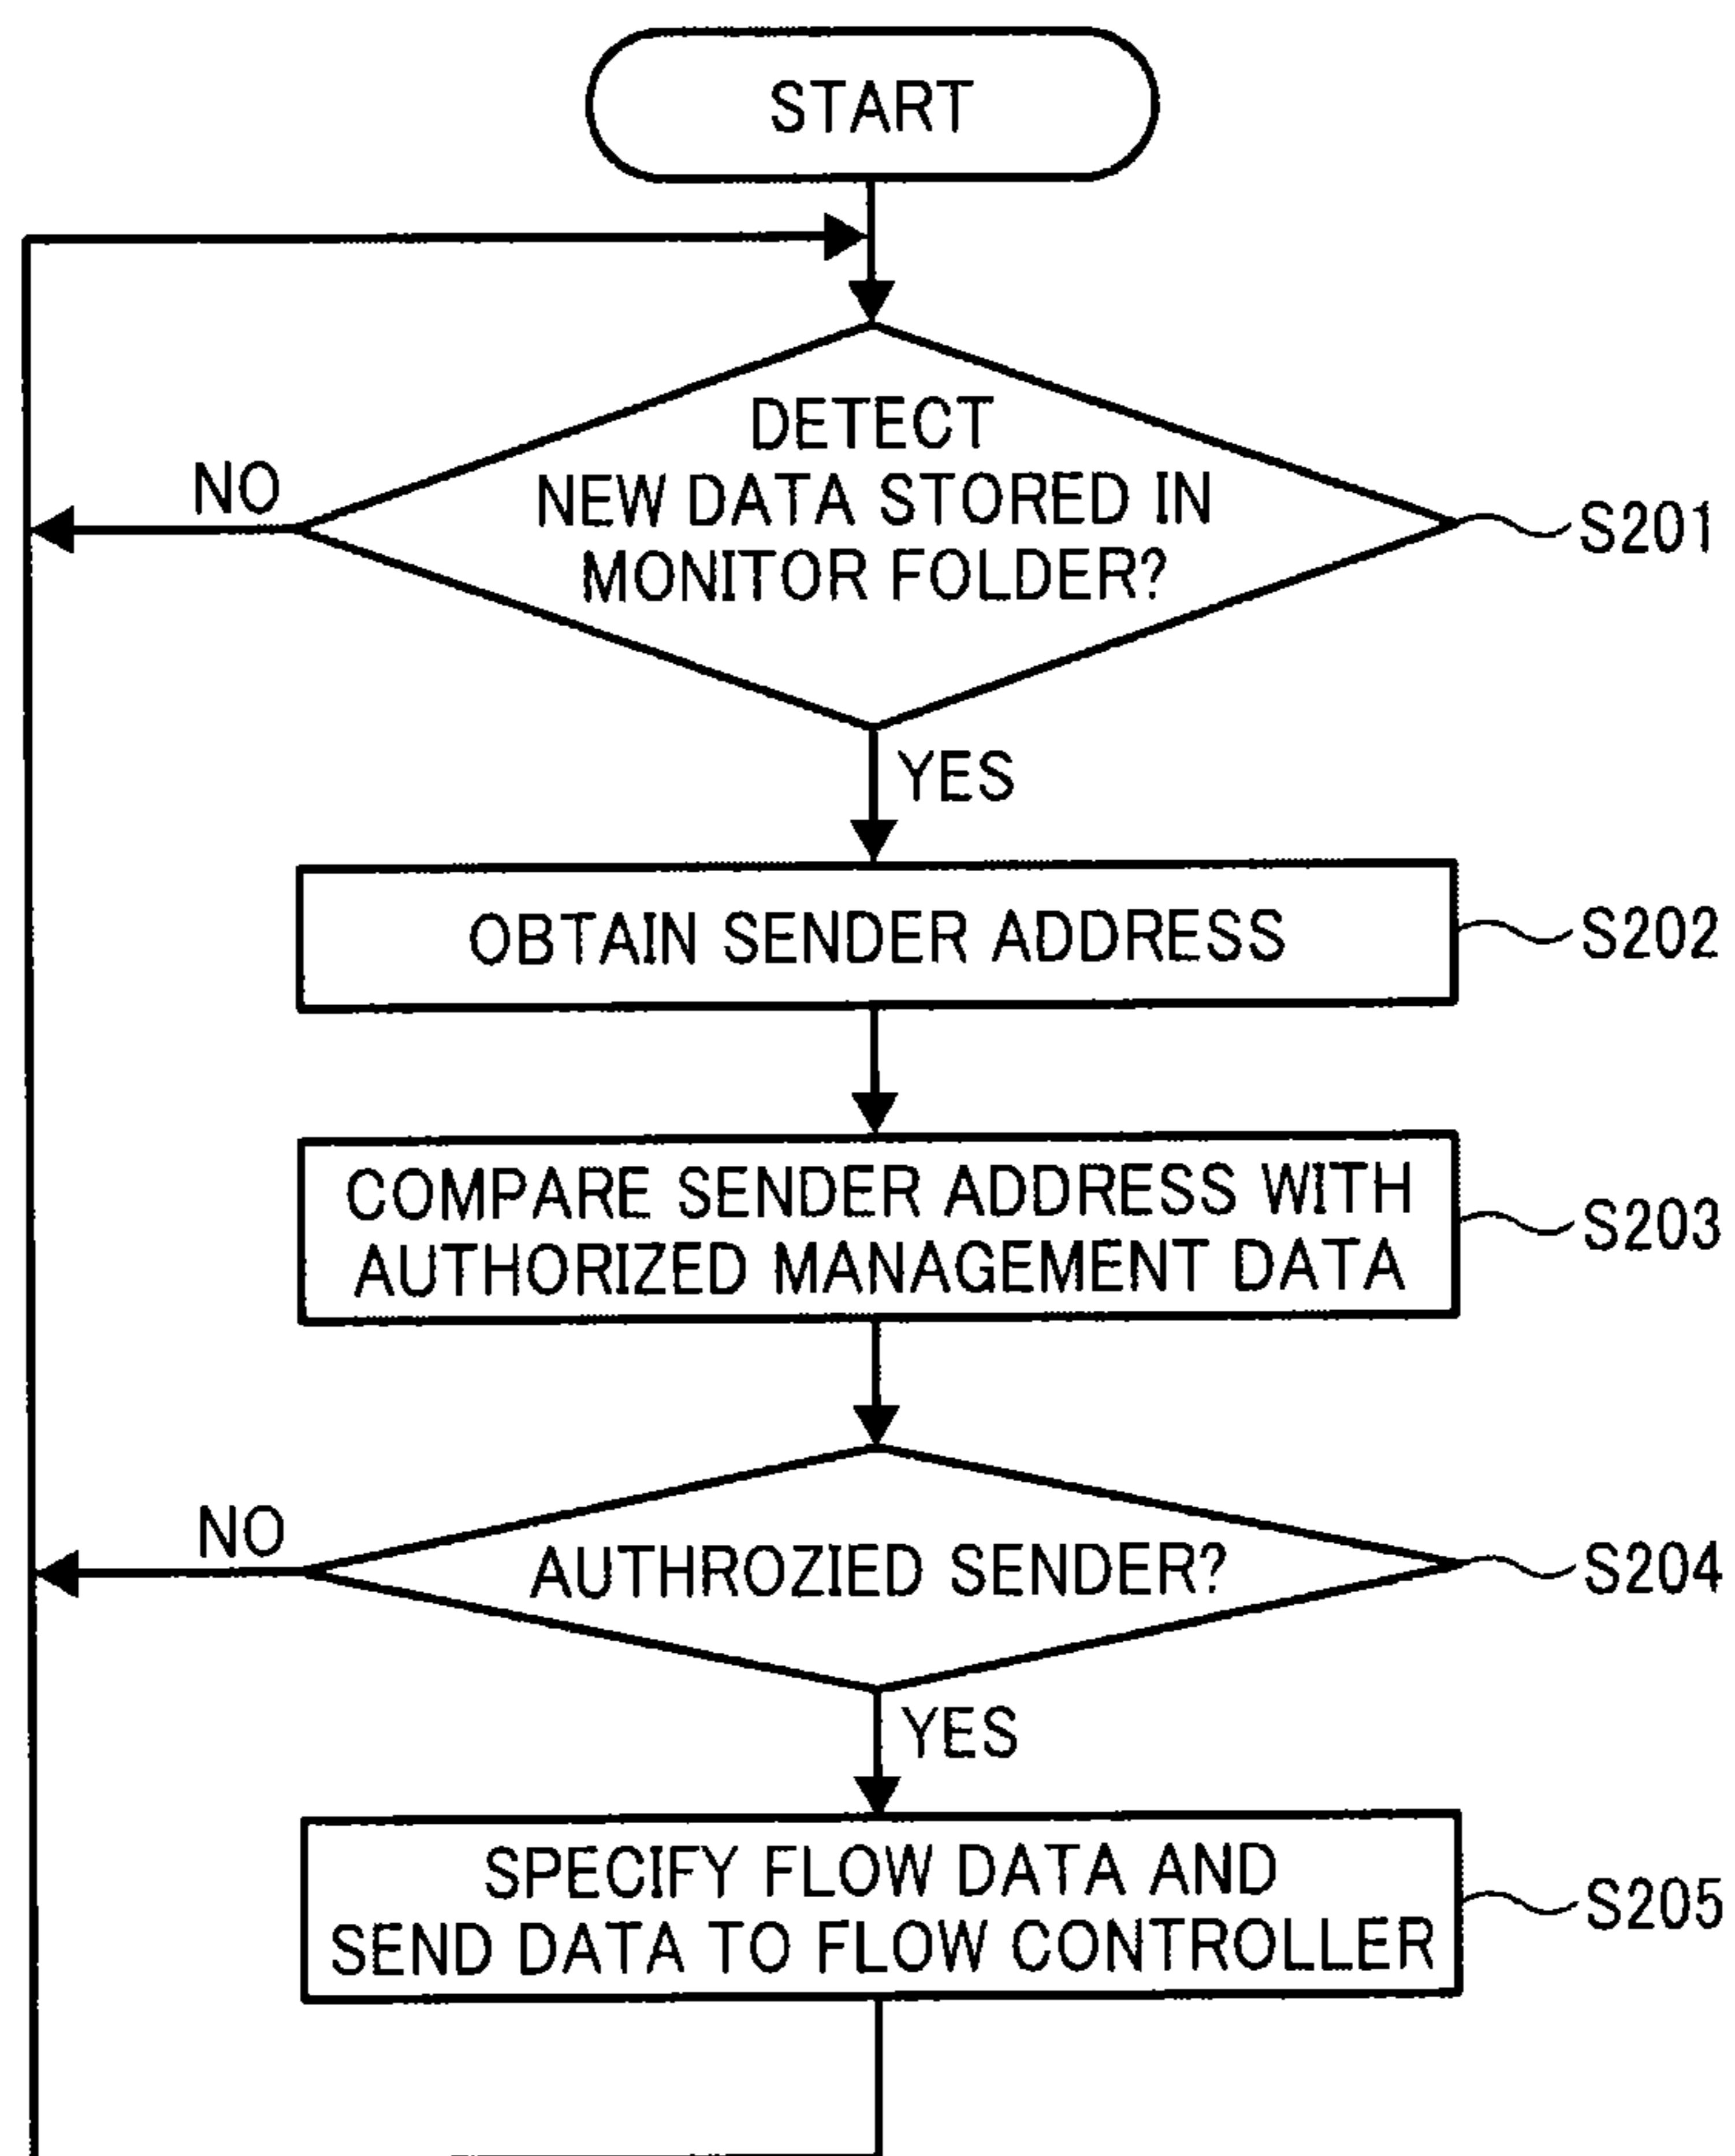 START
DETECT
NEW DATA STORED IN
MONITOR FOLDER?
NO
S201
YES
OBTAIN SENDER ADDRESS
S202
COMPARE SENDER ADDRESS WITH
AUTHORIZED MANAGEMENT DATA
S203
NO
AUTHROZIED SENDER?
S204
YES
SPECIFY FLOW DATA AND
SEND DATA TO FLOW CONTROLLER
S205